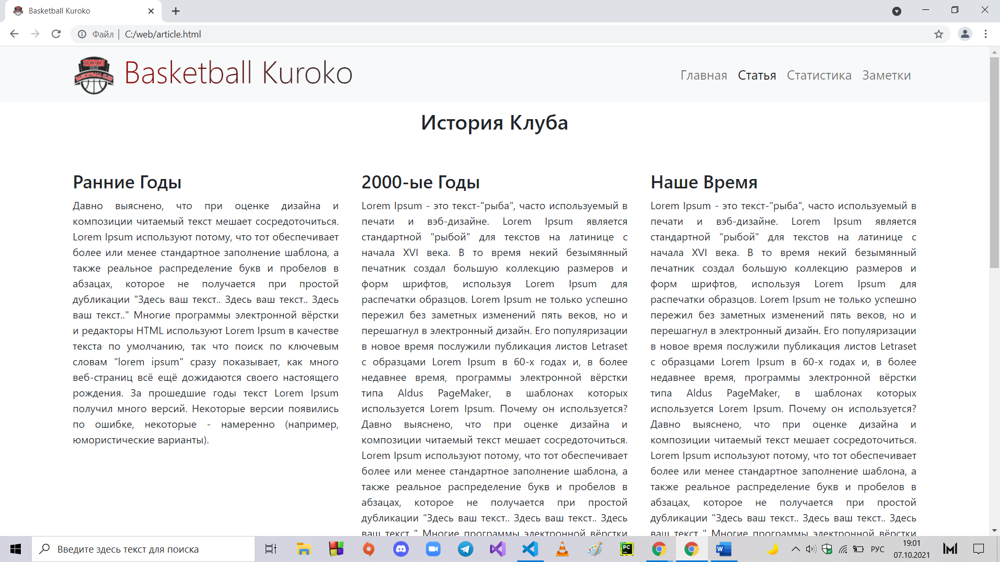 Basketball Kuroko
Файл | C:/web/article.html
SEIRIN
HIGH
BASKETBALL CLUB
Basketball Kuroko
Главная Статья Статистика Заметки
История Клуба
Ранние Годы
Давно выяснено, что при оценке дизайна и
композиции читаемый текст мешает сосредоточиться.
Lorem Ipsum используют потому, что тот обеспечивает
более или менее стандартное заполнение шаблона, а
также реальное распределение букв и пробелов в
абзацах, которое не получается при простой
дубликации "Здесь ваш текст.. Здесь ваш текст.. Здесь
ваш текст.." Многие программы электронной вёрстки
и редакторы HTML используют Lorem Ipsum в качестве
текста по умолчанию, так что поиск по ключевым
словам "lorem ipsum" сразу показывает, как много
веб-страниц всё ещё дожидаются своего настоящего
рождения. За прошедшие годы текст Lorem Ipsum
получил много версий. Некоторые версии появились
по ошибке, некоторые - намеренно (например,
юмористические варианты).
2000-ые Годы
Lorem Ipsum - это текст-"рыба", часто используемый в
печати и вэб-дизайне. Lorem Ipsum является
стандартной "рыбой" для текстов на латинице с
начала XVI века. В то время некий безымянный
печатник создал большую коллекцию размеров и
форм шрифтов, используя Lorem Ipsum для
распечатки образцов. Lorem Ipsum не только успешно
пережил без заметных изменений пять веков, но и
перешагнул в электронный дизайн. Его популяризации
в новое время послужили публикация листов Letraset
с образцами Lorem Ipsum в 60-х годах и, в более
недавнее время, программы электронной вёрстки
типа Aldus PageMaker, в шаблонах которых
используется Lorem Ipsum. Почему он используется?
Давно выяснено, что при оценке дизайна и
композиции читаемый текст мешает сосредоточиться.
Lorem Ipsum используют потому, что тот обеспечивает
более или менее стандартное заполнение шаблона, а
также реальное распределение букв и пробелов в
абзацах, которое не получается при простой
дубликации "Здесь ваш текст.. Здесь ваш текст.. Здесь
ваш текст.." Многие программы электронной вёрстки
Наше Время
Lorem Ipsum - это текст-"рыба", часто используемый в
печати и вэб-дизайне. Lorem Ipsum является
стандартной "рыбой" для текстов на латинице с
начала XVI века. В то время некий безымянный
печатник создал большую коллекцию размеров и
форм шрифтов, используя Lorem Ipsum для
распечатки образцов. Lorem Ipsum не только успешно
пережил без заметных изменений пять веков, но и
перешагнул в электронный дизайн. Его популяризации
в новое время послужили публикация листов Letraset
с образцами Lorem Ipsum в 60-х годах и, в более
недавнее время, программы электронной вёрстки
типа Aldus PageMaker, в шаблонах которых
используется Lorem Ipsum. Почему он используется?
Давно выяснено, что при оценке дизайна и
композиции читаемый текст мешает сосредоточиться.
Lorem Ipsum используют потому, что тот обеспечивает
более или менее стандартное заполнение шаблона, а
также реальное распределение букв и пробелов в
абзацах, которое не получается при простой
дубликации "Здесь ваш текст.. Здесь ваш текст.. Здесь
ваш текст.." Многие программы электронной вёрстки
Введите здесь текст для поиска
PC
W
РУС
19:01
07.10.2021